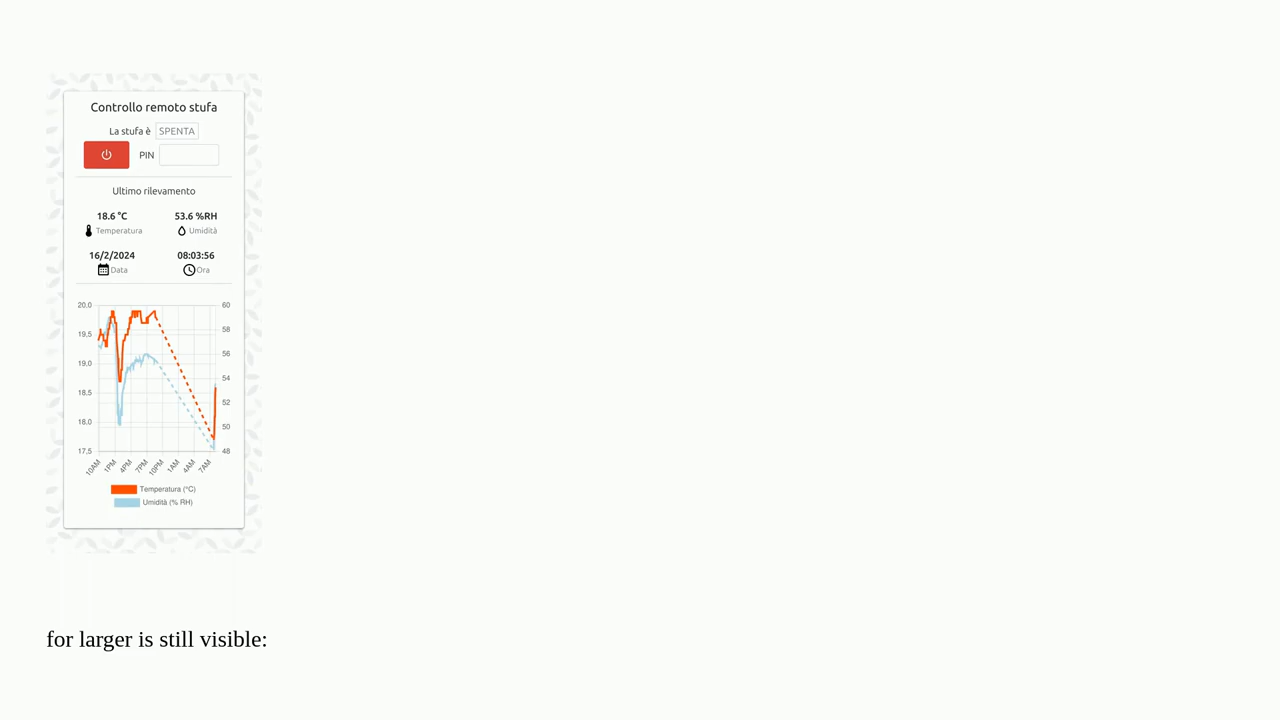 Controllo remoto stufa
La stufa è SPENTA
PIN
Ultimo rilevamento
18.6 °C 53.6 %RH
Temperatura Umidità
16/2/2024 08:03:56
Data Ora
20,0 60
58
19,5
56
19,0
54
18,5
52
18,0
50
17,5 48
10AM 1PM 4PM 7PM 10PM 1AM 4AM 7AM
Temperatura (°C)
Umidità (% RH)
for larger is still visible: